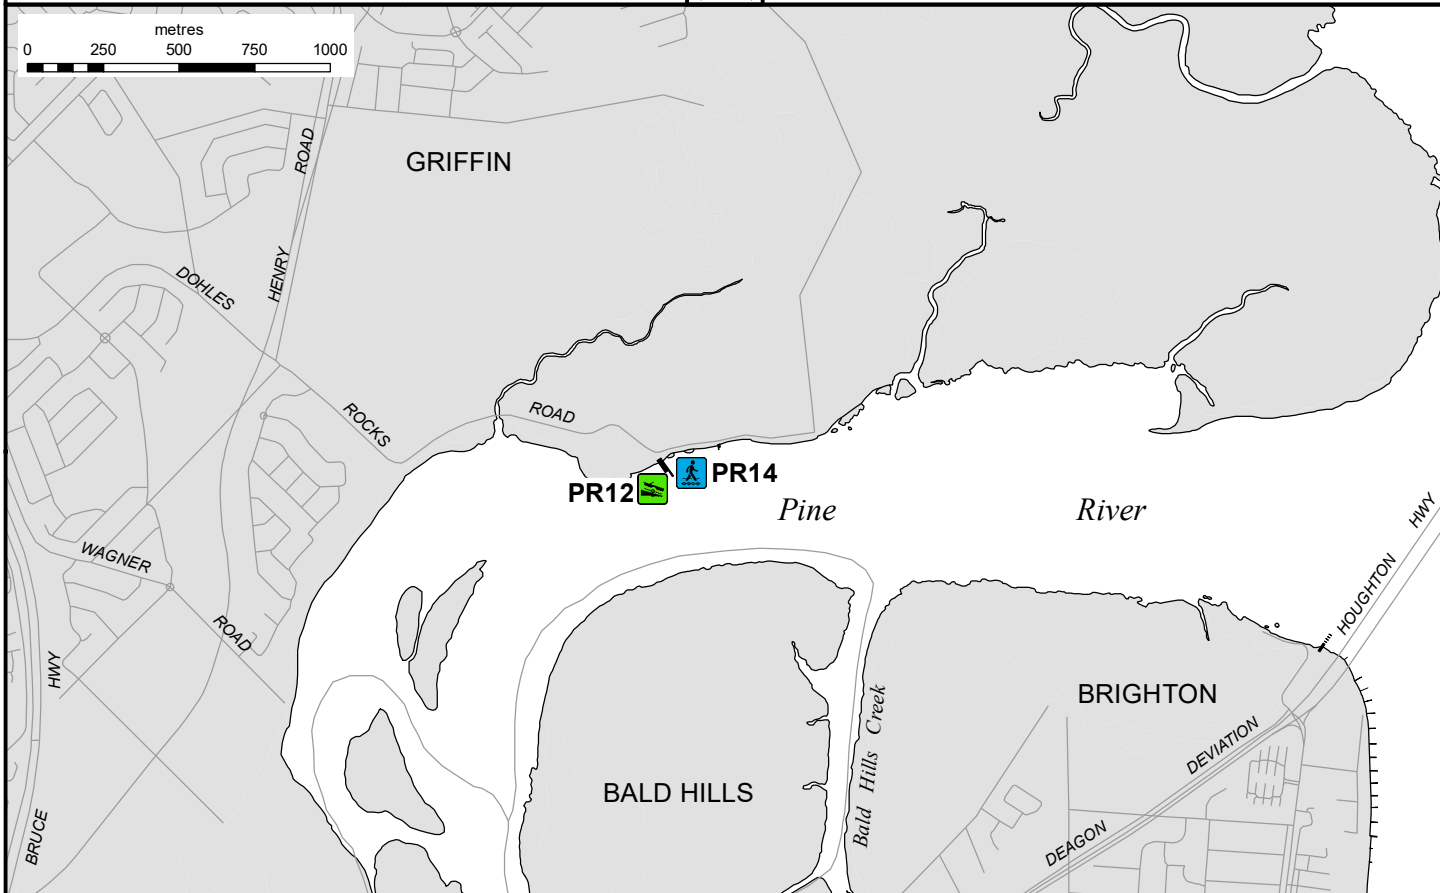 metres
0 250 500 750 1000
ROAD
GRIFFIN
HENRY
DOHLES
ROCKS
ROAD
PR14
PR12
Pine River
HWY
HOUGHTON
WAGNER
ROAD
HWY
BRIGHTON
Bald Hills Creek
DEVIATION
BALD HILLS
BRUCE
DEAGON